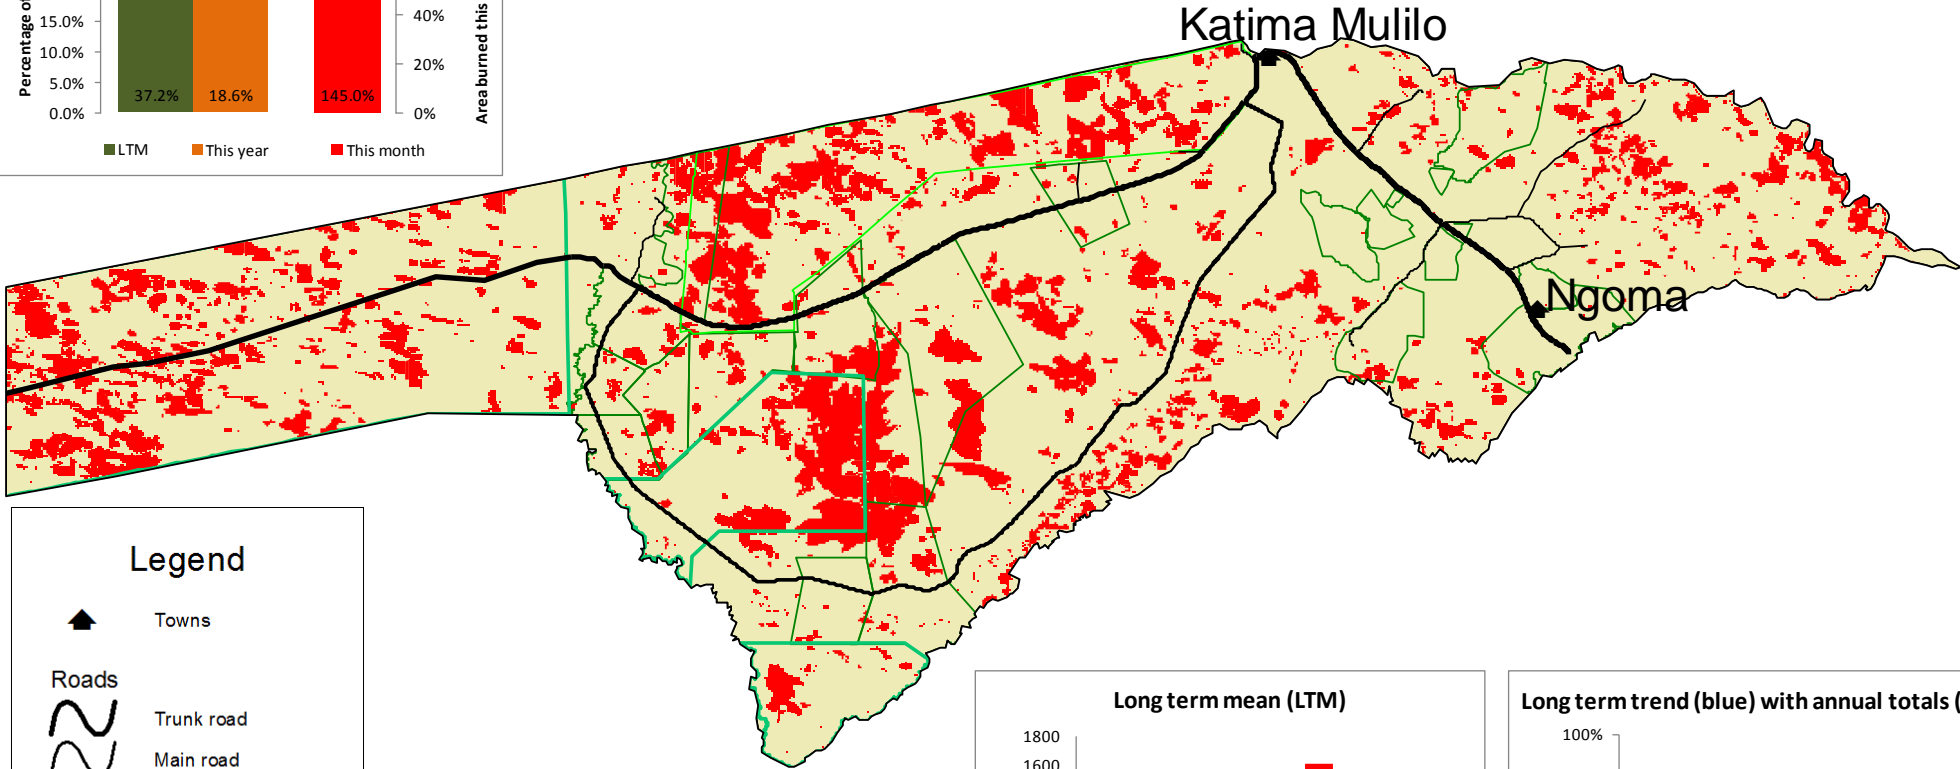 Percentage of
15.0%
10.0%
5.0%
0.0%
37.2%
18.6%
145.0%
40%
20%
0%
Area burned this
LTM
This year
This month
Katima Mulilo
Ngoma
Legend
Towns
Roads
Trunk road
Main road
Long term mean (LTM)
1800
1600
Long term trend (blue) with annual totals (
100%